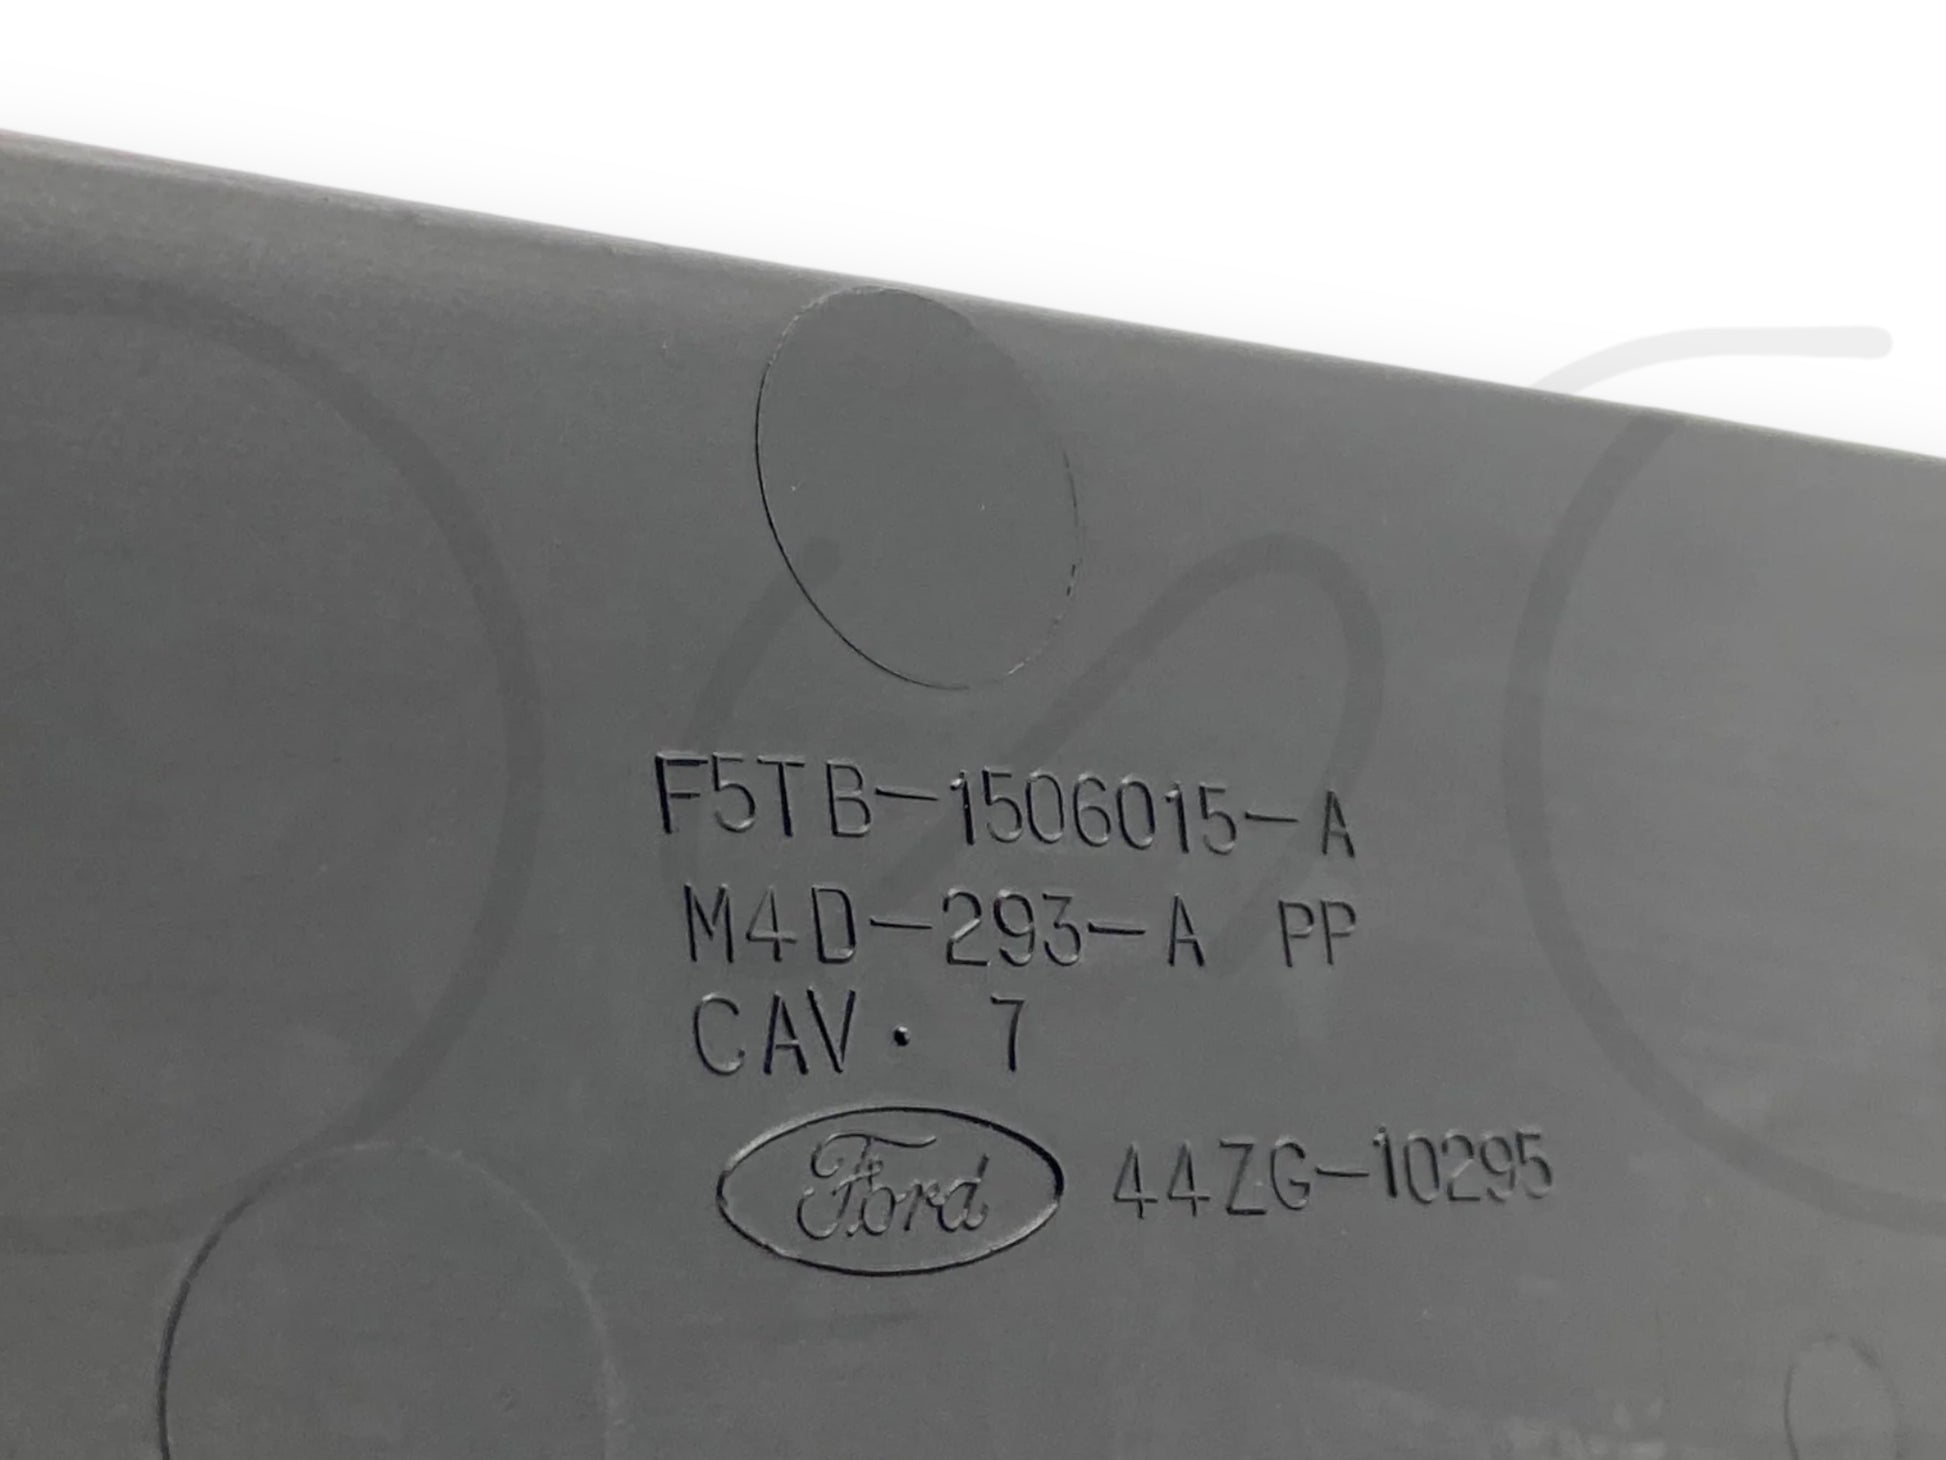 F5TB-1506015-A
M4D-293-A PP
CAV. 7
Ford 44ZG-10295